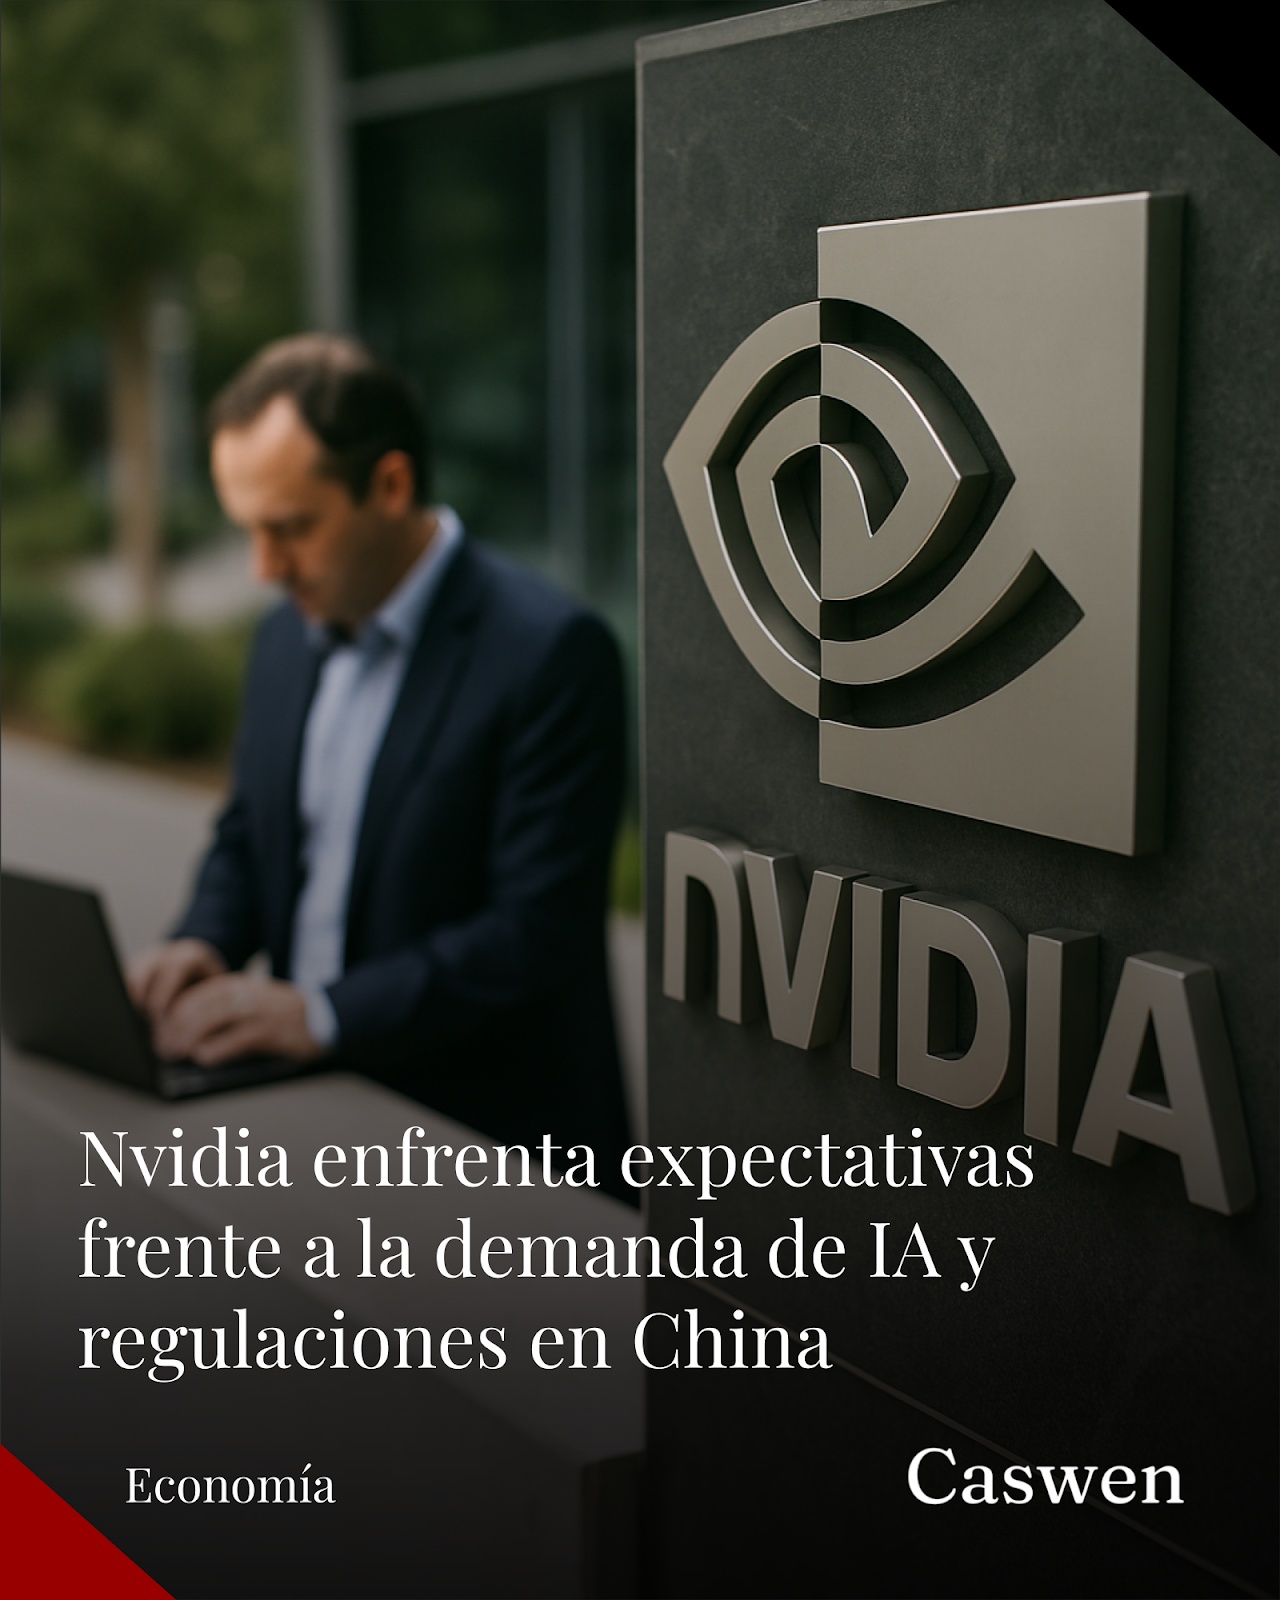 NVIDIA
Nvidia enfrenta expectativas
frente a la demanda de IA y
regulaciones en China
Economía
Caswen